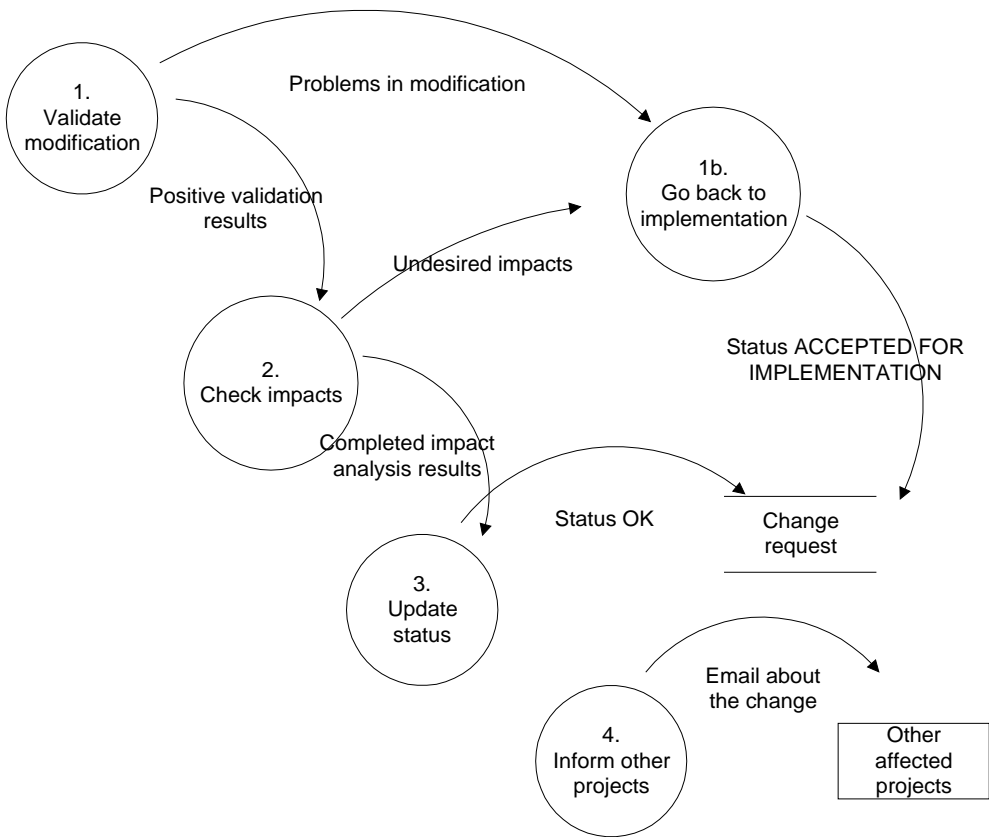 1.
Validate
modification
Problems in modification
1b.
Go back to
implementation
Positive validation
results
Undesired impacts
Status ACCEPTED FOR
IMPLEMENTATION
2.
Check impacts
Completed impact
analysis results
Status OK
Change
request
3.
Update
status
Email about
the change
4.
Inform other
projects
Other
affected
projects